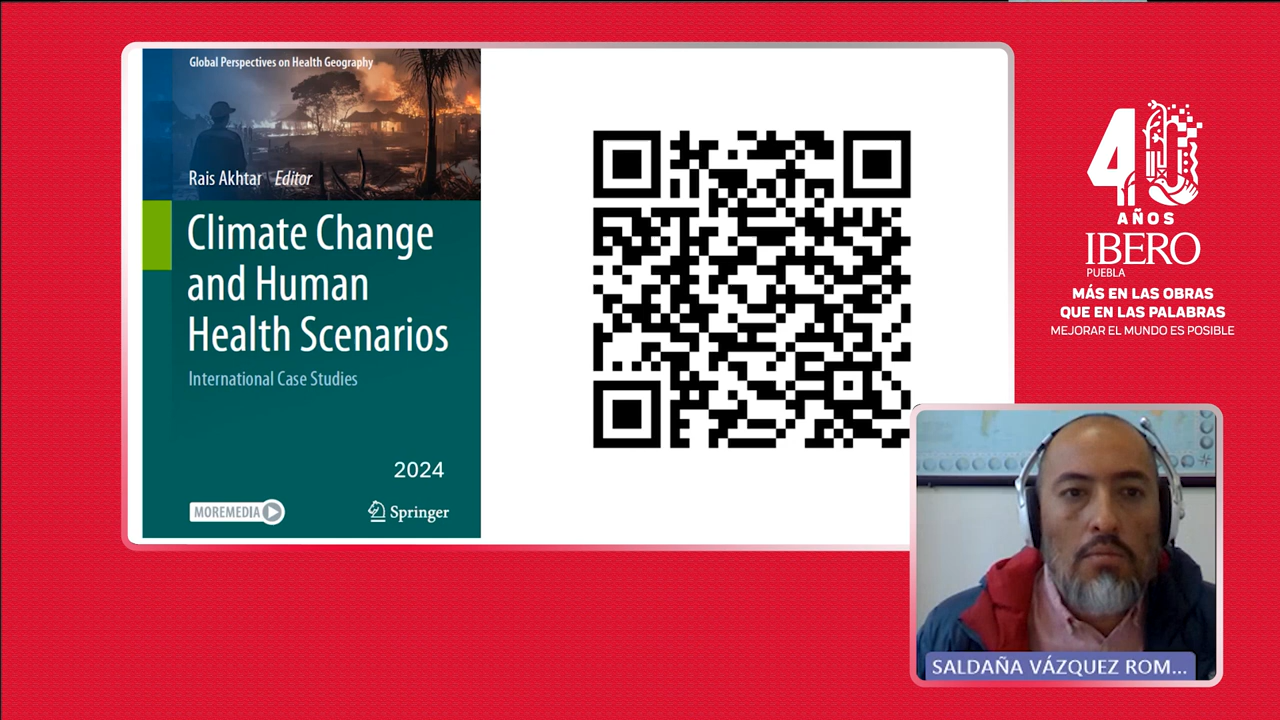 Global Perspectives on Health Geography
Rais Akhtar Editor
Climate Change
and Human
Health Scenarios
International Case Studies
2024
MOREMEDIA
Springer
40
AÑOS
IBERO
PUEBLA
MÁS EN LAS OBRAS
QUE EN LAS PALABRAS
MEJORAR EL MUNDO ES POSIBLE
SALDAÑA VÁZQUEZ ROM...